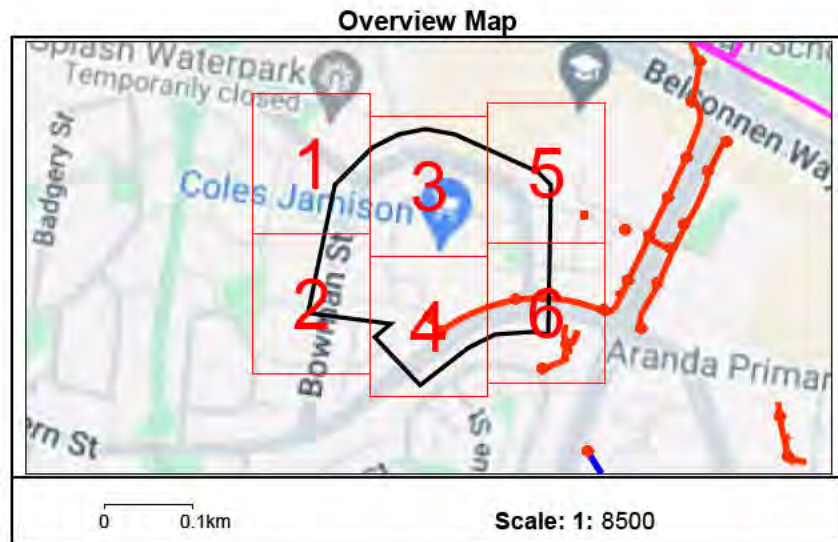 Overview Map
Splash Waterpark
Temporarily closed
Belconnen Way
Badgery St
1
3
5
Coles Jamison
2
4
6
Bowman St
Aranda Primar
ern St
0
0.1km
Scale: 1: 8500